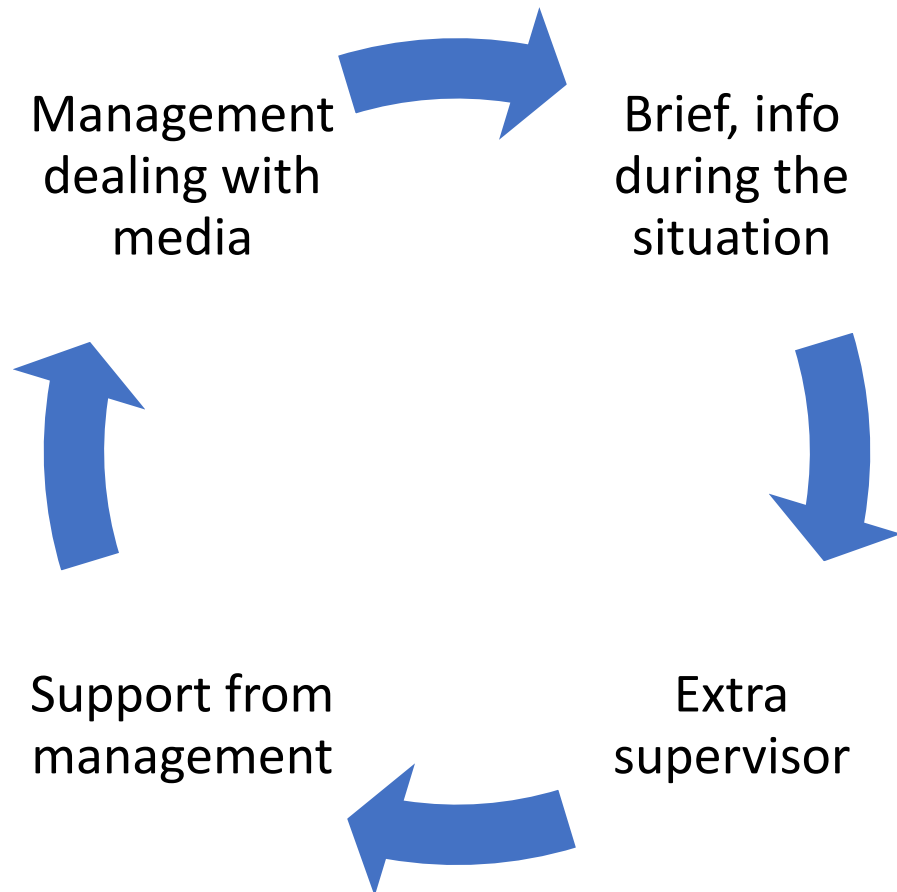 Management
dealing with
media
Brief, info
during the
situation
Extra
supervisor
Support from
management